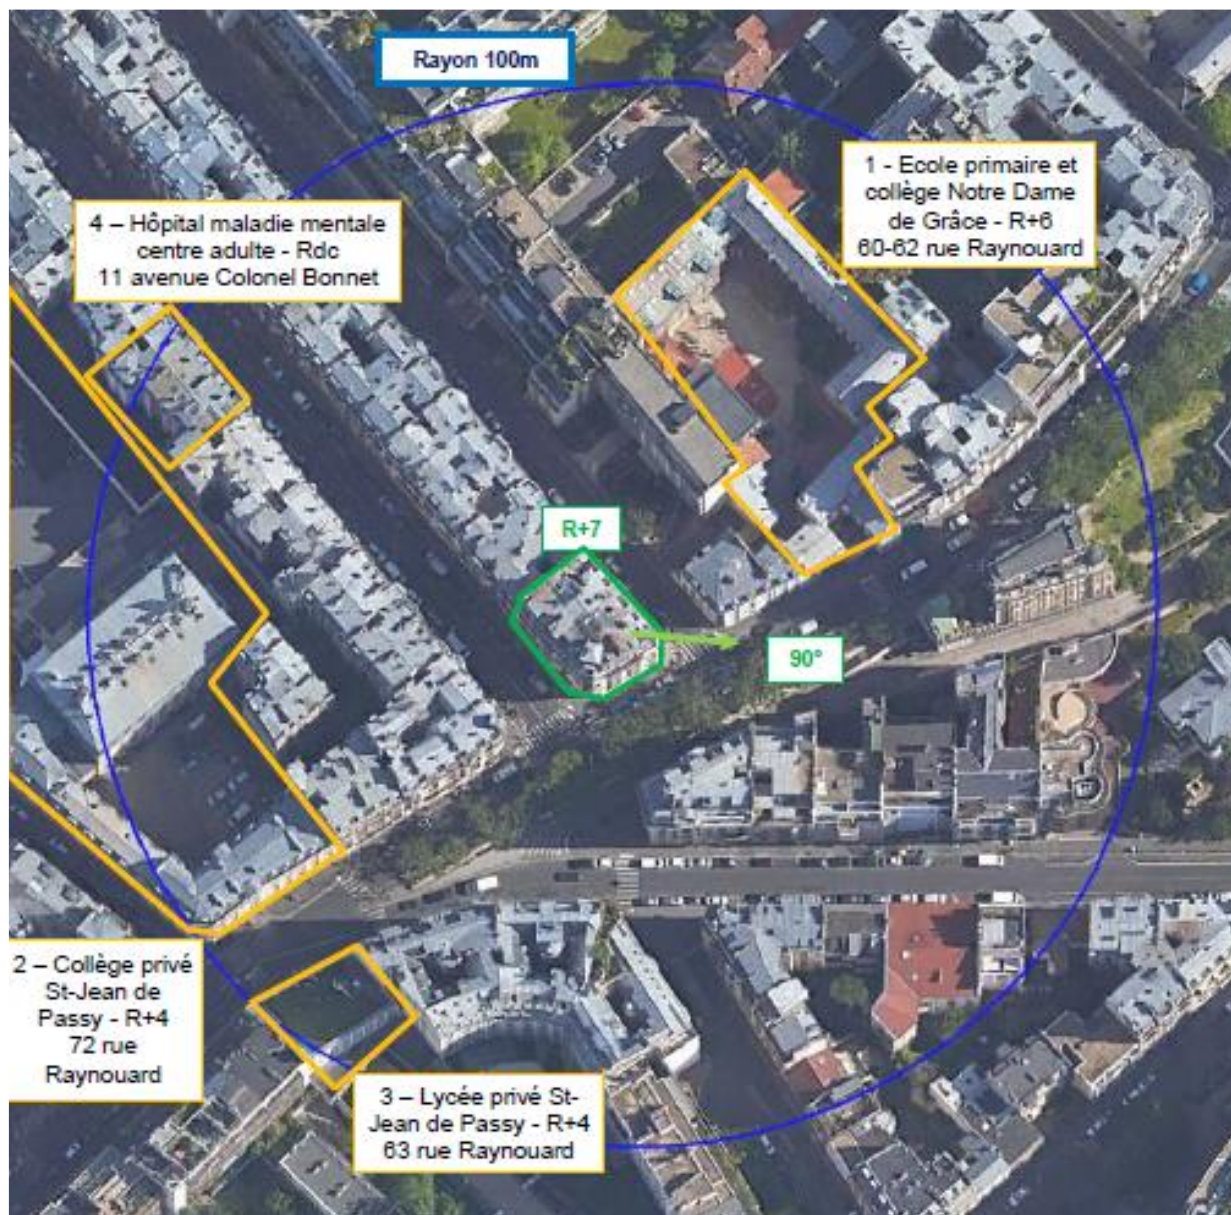 Rayon 100m
1 - Ecole primaire et
collège Notre Dame
de Grâce - R+6
60-62 rue Raynouard
4 – Hôpital maladie mentale
centre adulte - Rdc
11 avenue Colonel Bonnet
R+7
90°
2 – Collège privé
St-Jean de
Passy - R+4
72 rue
Raynouard
3 – Lycée privé St-
Jean de Passy - R+4
63 rue Raynouard